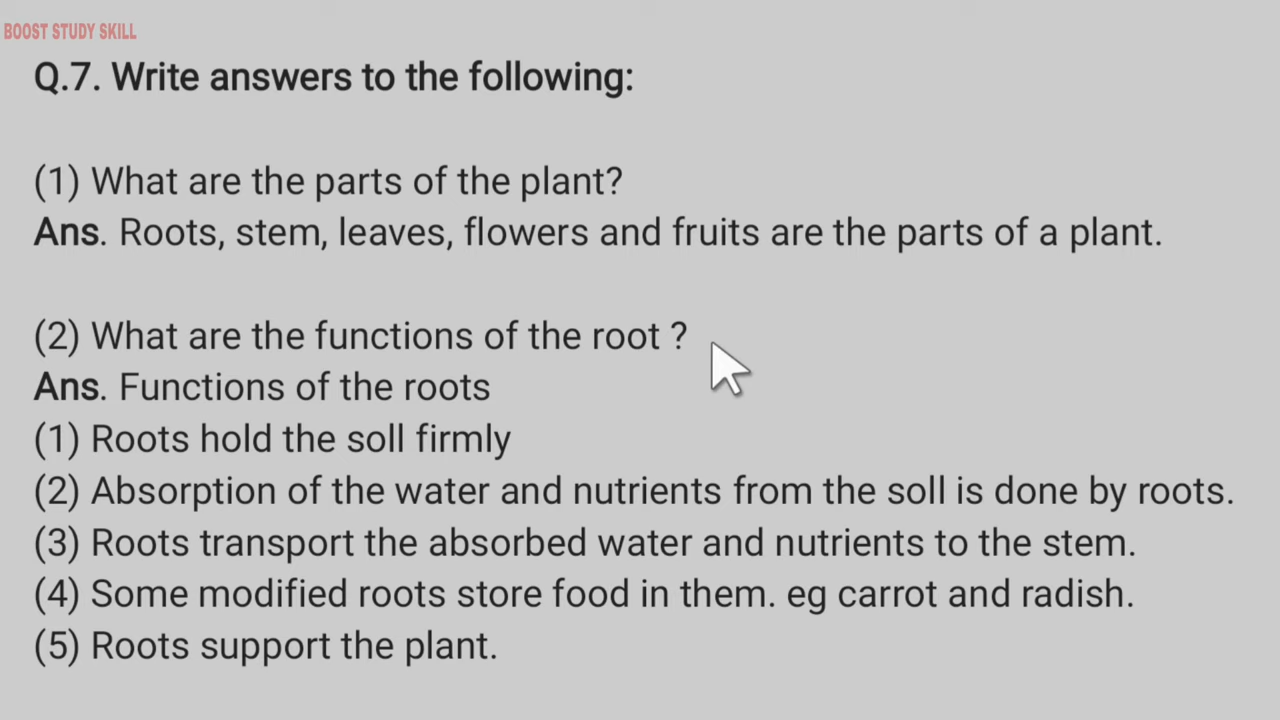 BOOST STUDY SKILL
Q.7. Write answers to the following:
(1) What are the parts of the plant?
Ans. Roots, stem, leaves, flowers and fruits are the parts of a plant.
(2) What are the functions of the root ?
Ans. Functions of the roots
(1) Roots hold the soll firmly
(2) Absorption of the water and nutrients from the soll is done by roots.
(3) Roots transport the absorbed water and nutrients to the stem.
(4) Some modified roots store food in them. eg carrot and radish.
(5) Roots support the plant.